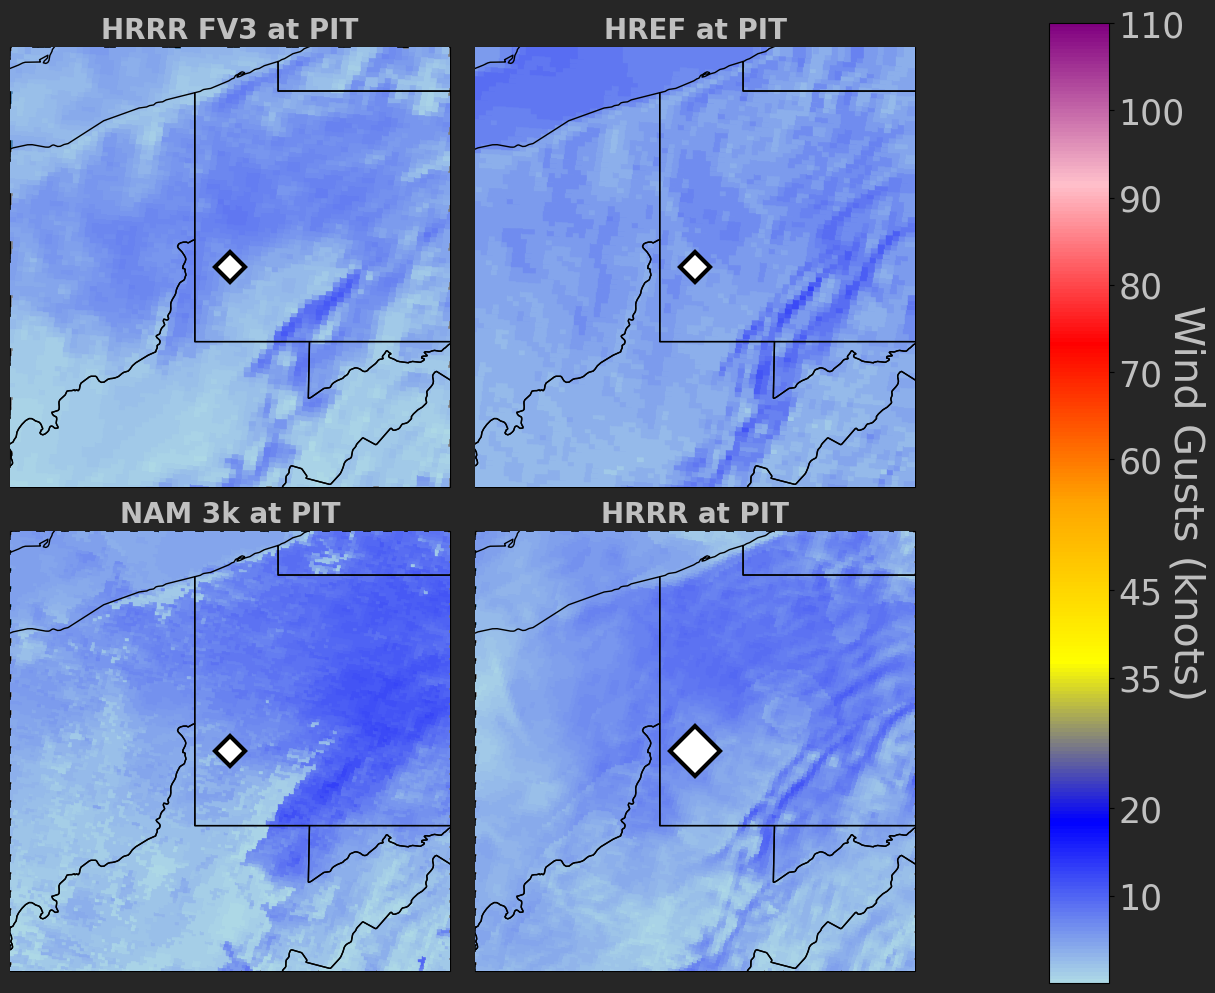 HRRR FV3 at PIT
HREF at PIT
NAM 3k at PIT
HRRR at PIT
110
100
90
80
70
60
45
35
20
10
Wind Gusts (knots)